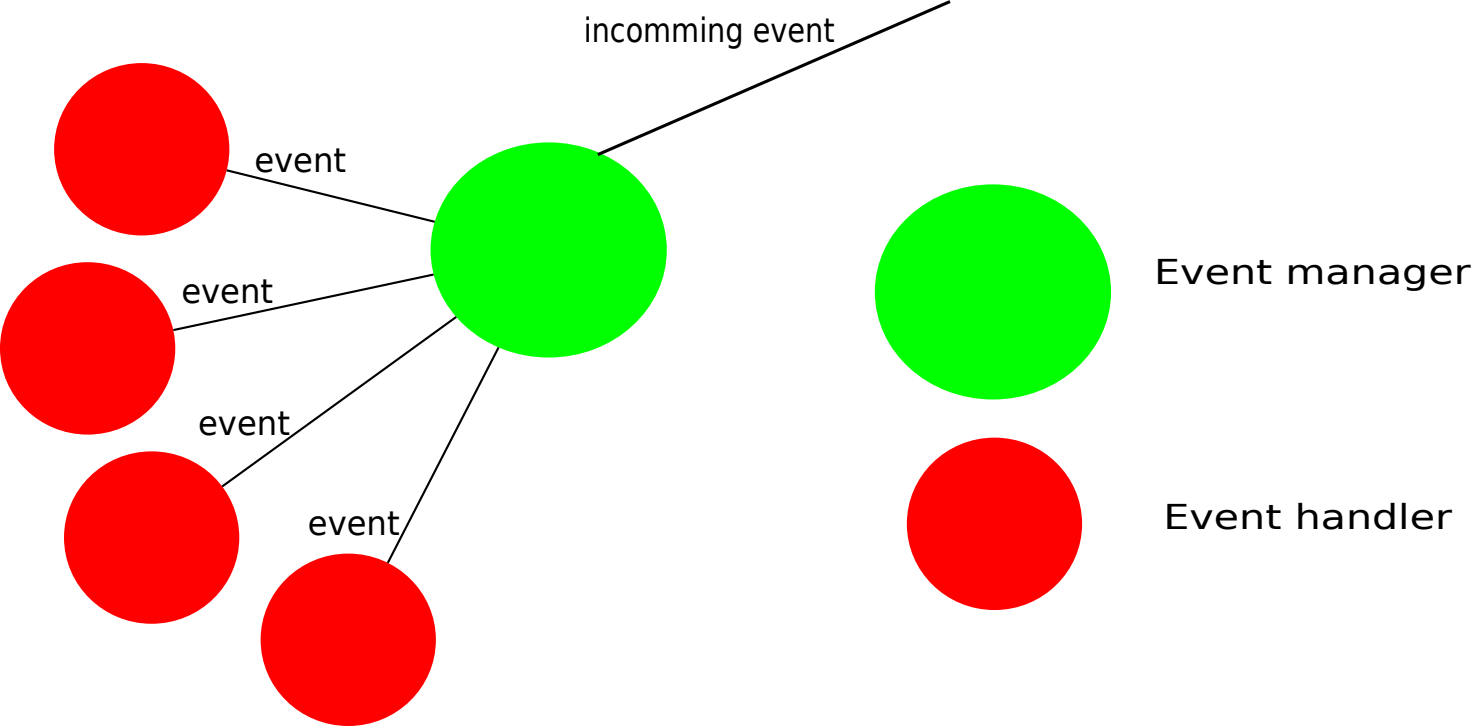 incomming event
event
event
event
event
Event manager
Event handler